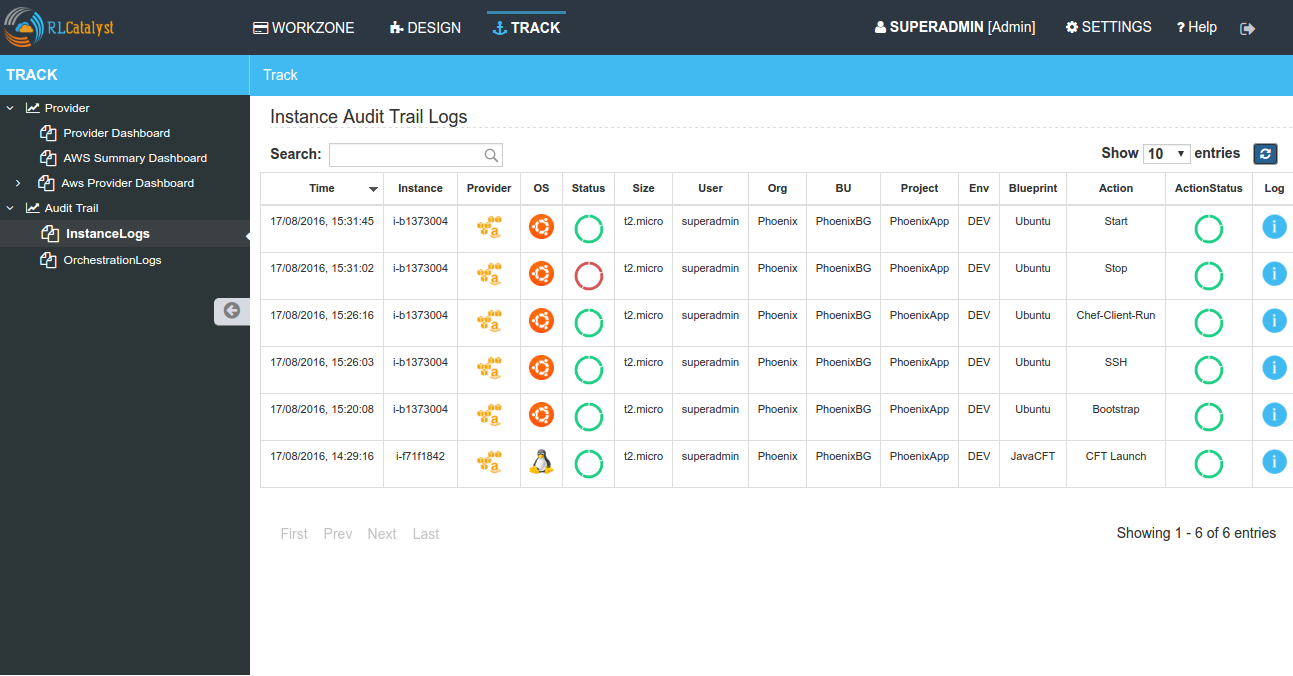 RLCatalyst WORKZONE DESIGN TRACK SUPERADMIN [Admin] SETTINGS ? Help
TRACK
Track
Provider
Provider Dashboard
AWS Summary Dashboard
Aws Provider Dashboard
Audit Trail
InstanceLogs
OrchestrationLogs
Instance Audit Trail Logs
Search: Show 10 entries
Time Instance Provider OS Status Size User Org BU Project Env Blueprint Action ActionStatus Log
17/08/2016, 15:31:45 i-b1373004 a t2.micro superadmin Phoenix PhoenixBG PhoenixApp DEV Ubuntu Start i
17/08/2016, 15:31:02 i-b1373004 a t2.micro superadmin Phoenix PhoenixBG PhoenixApp DEV Ubuntu Stop i
17/08/2016, 15:26:16 i-b1373004 a t2.micro superadmin Phoenix PhoenixBG PhoenixApp DEV Ubuntu Chef-Client-Run i
17/08/2016, 15:26:03 i-b1373004 a t2.micro superadmin Phoenix PhoenixBG PhoenixApp DEV Ubuntu SSH i
17/08/2016, 15:20:08 i-b1373004 a t2.micro superadmin Phoenix PhoenixBG PhoenixApp DEV Ubuntu Bootstrap i
17/08/2016, 14:29:16 i-f71f1842 a t2.micro superadmin Phoenix PhoenixBG PhoenixApp DEV JavaCFT CFT Launch i
First Prev Next Last Showing 1 - 6 of 6 entries